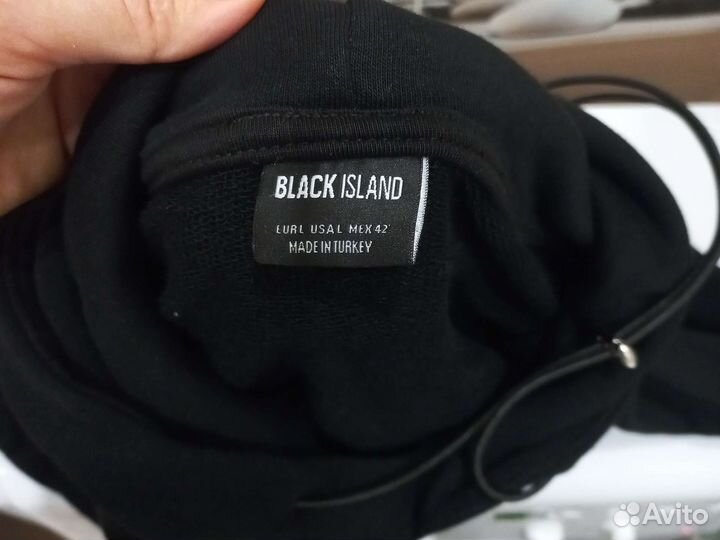 BLACK ISLAND
EUR L USA L MEX 42
MADE IN TURKEY
Avito